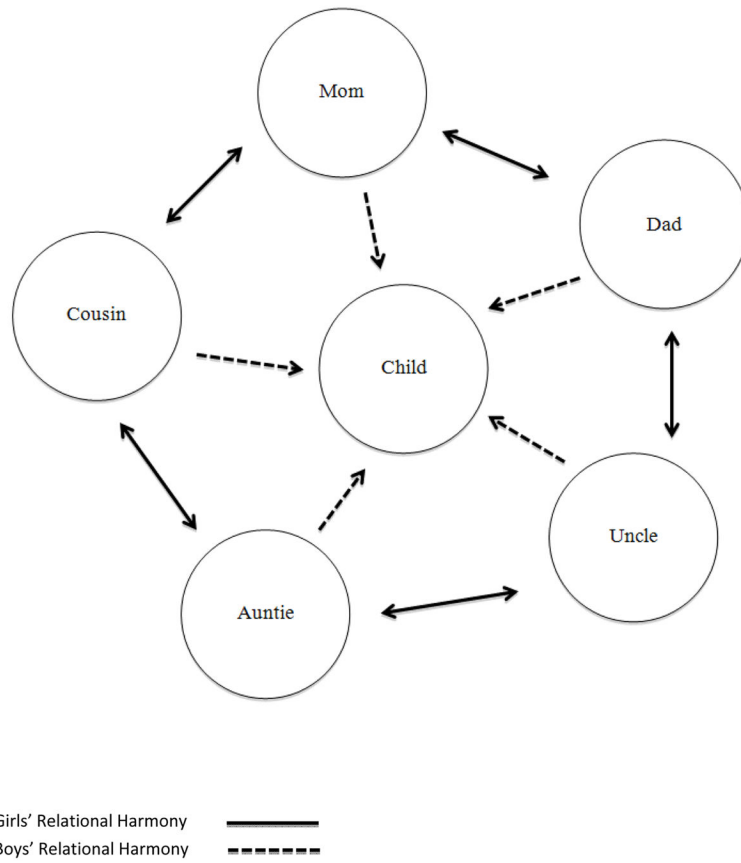 Mom
Dad
Cousin
Child
Uncle
Auntie
Girls’ Relational Harmony
Boys’ Relational Harmony